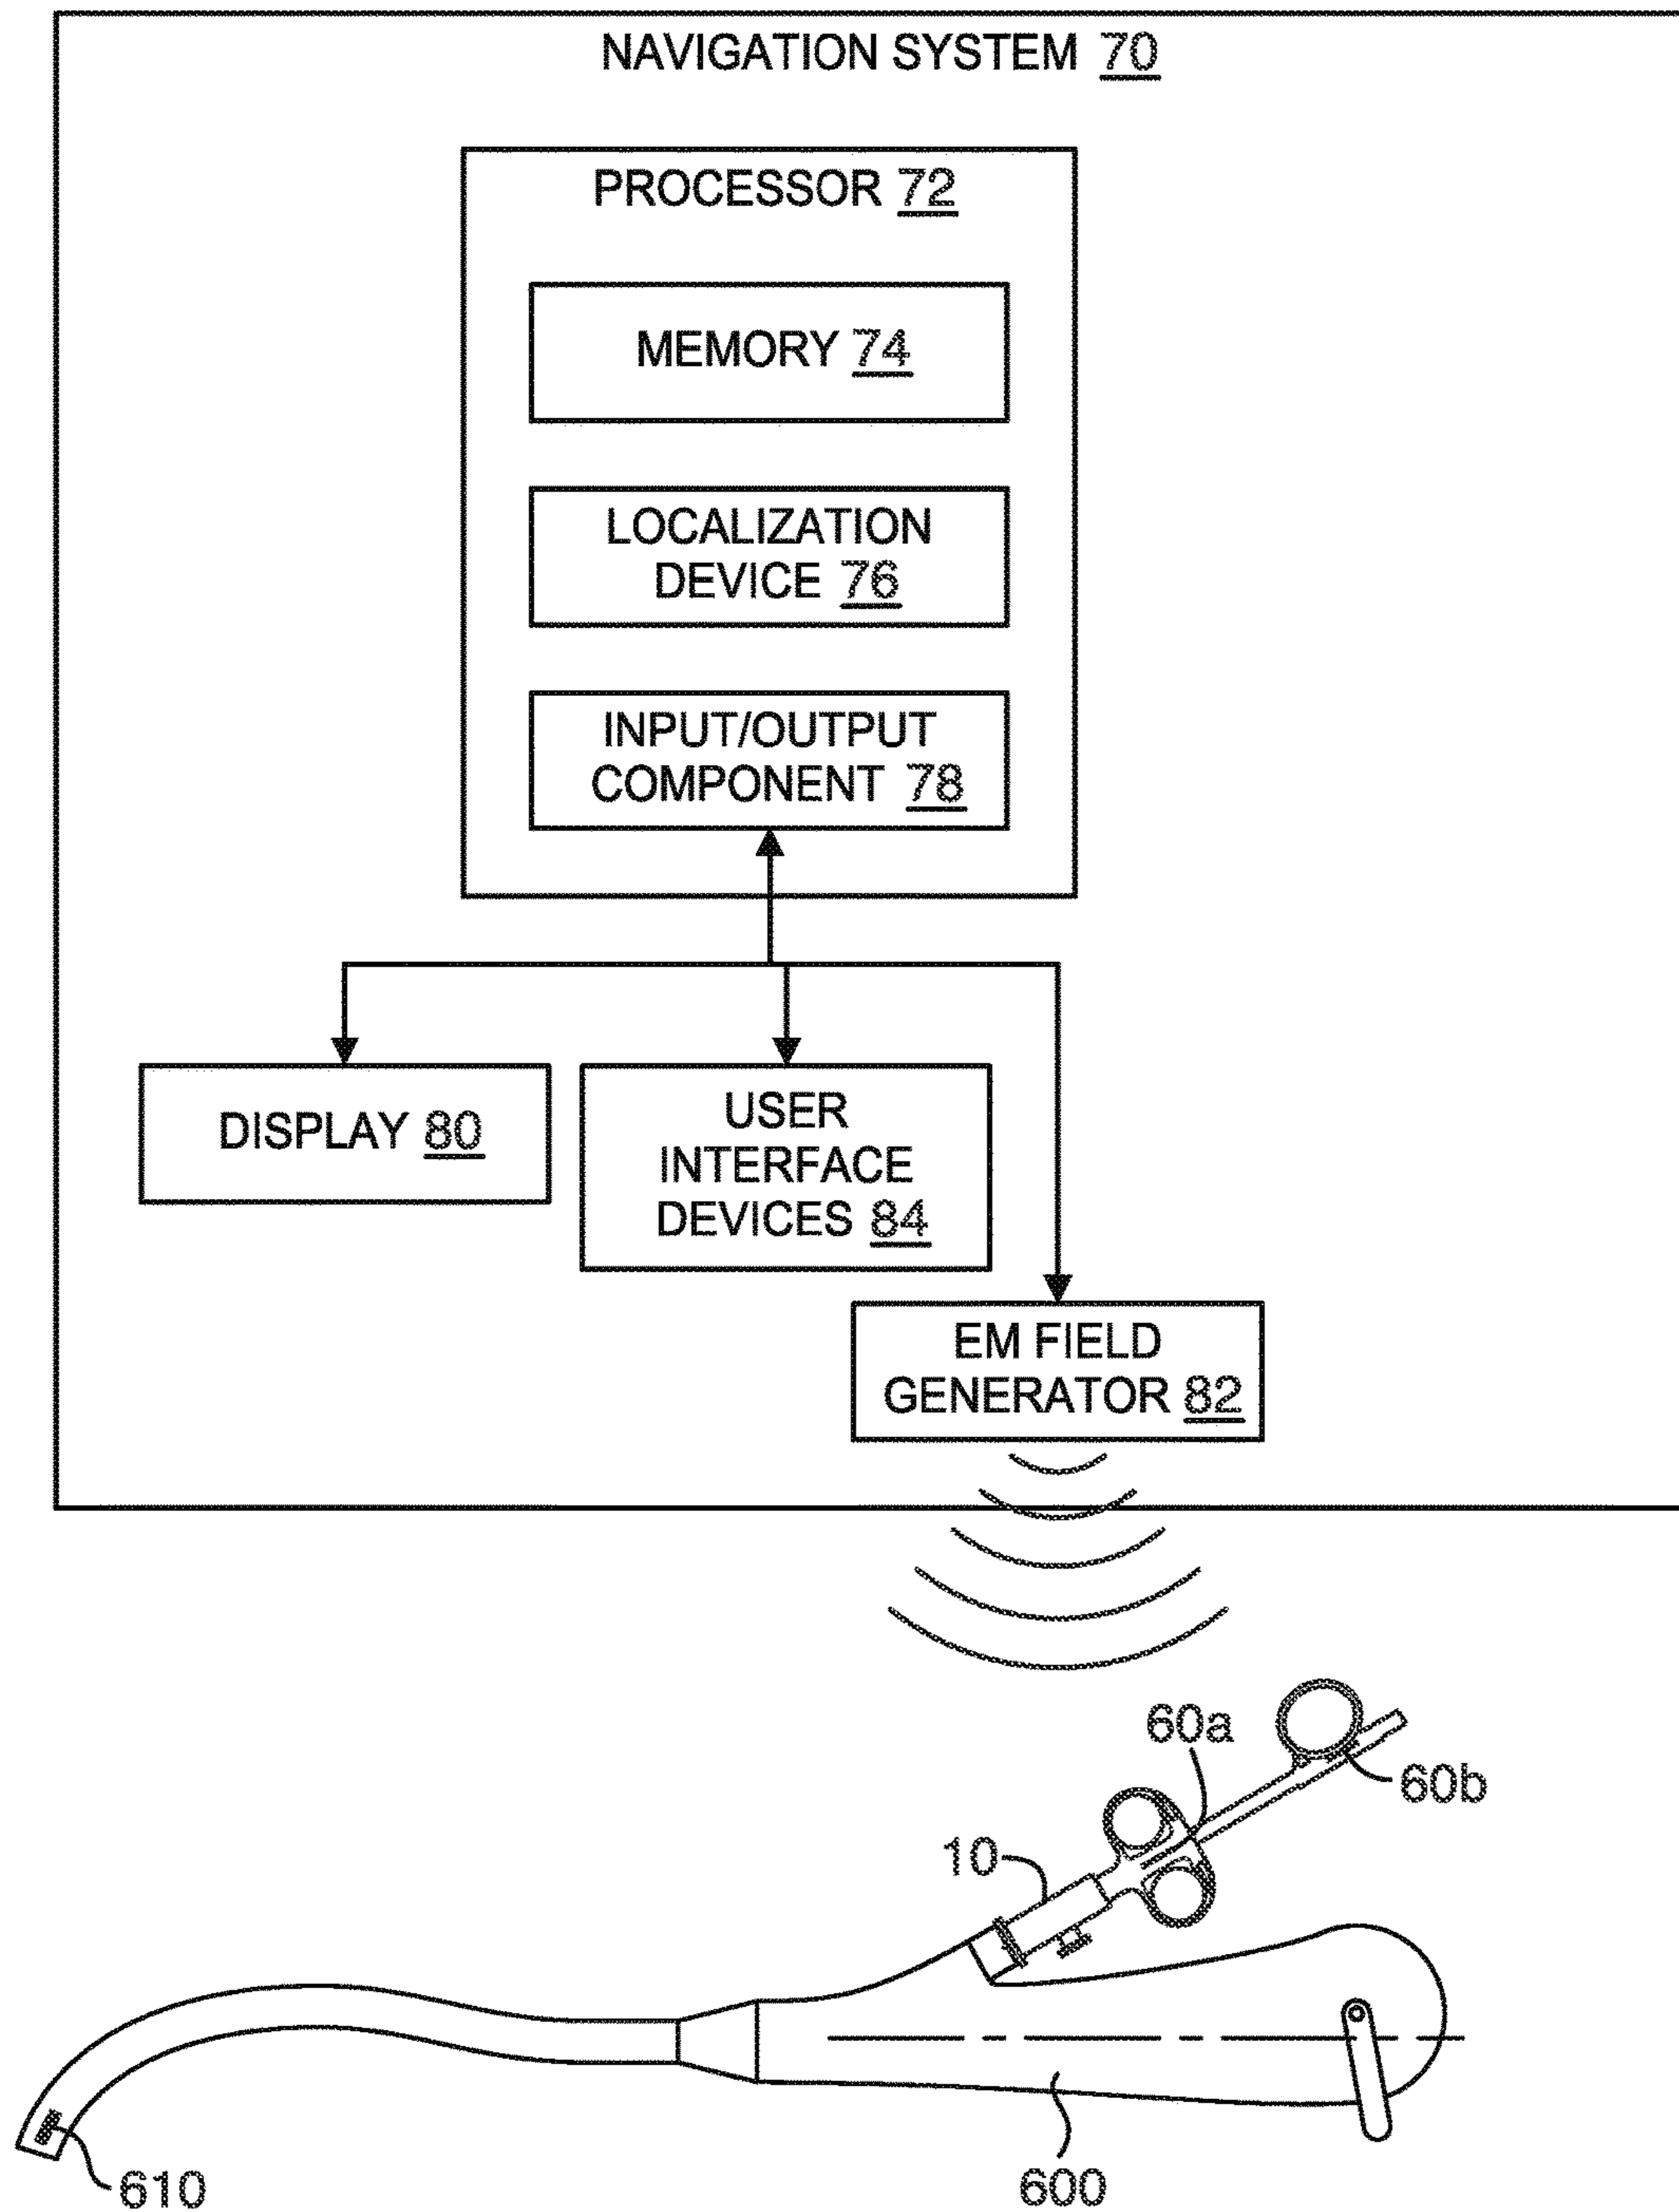 NAVIGATION SYSTEM 70
PROCESSOR 72
MEMORY 74
LOCALIZATION
DEVICE 76
INPUT/OUTPUT
COMPONENT 78
DISPLAY 80
USER
INTERFACE
DEVICES 84
EM FIELD
GENERATOR 82
60a
60b
10
610
600